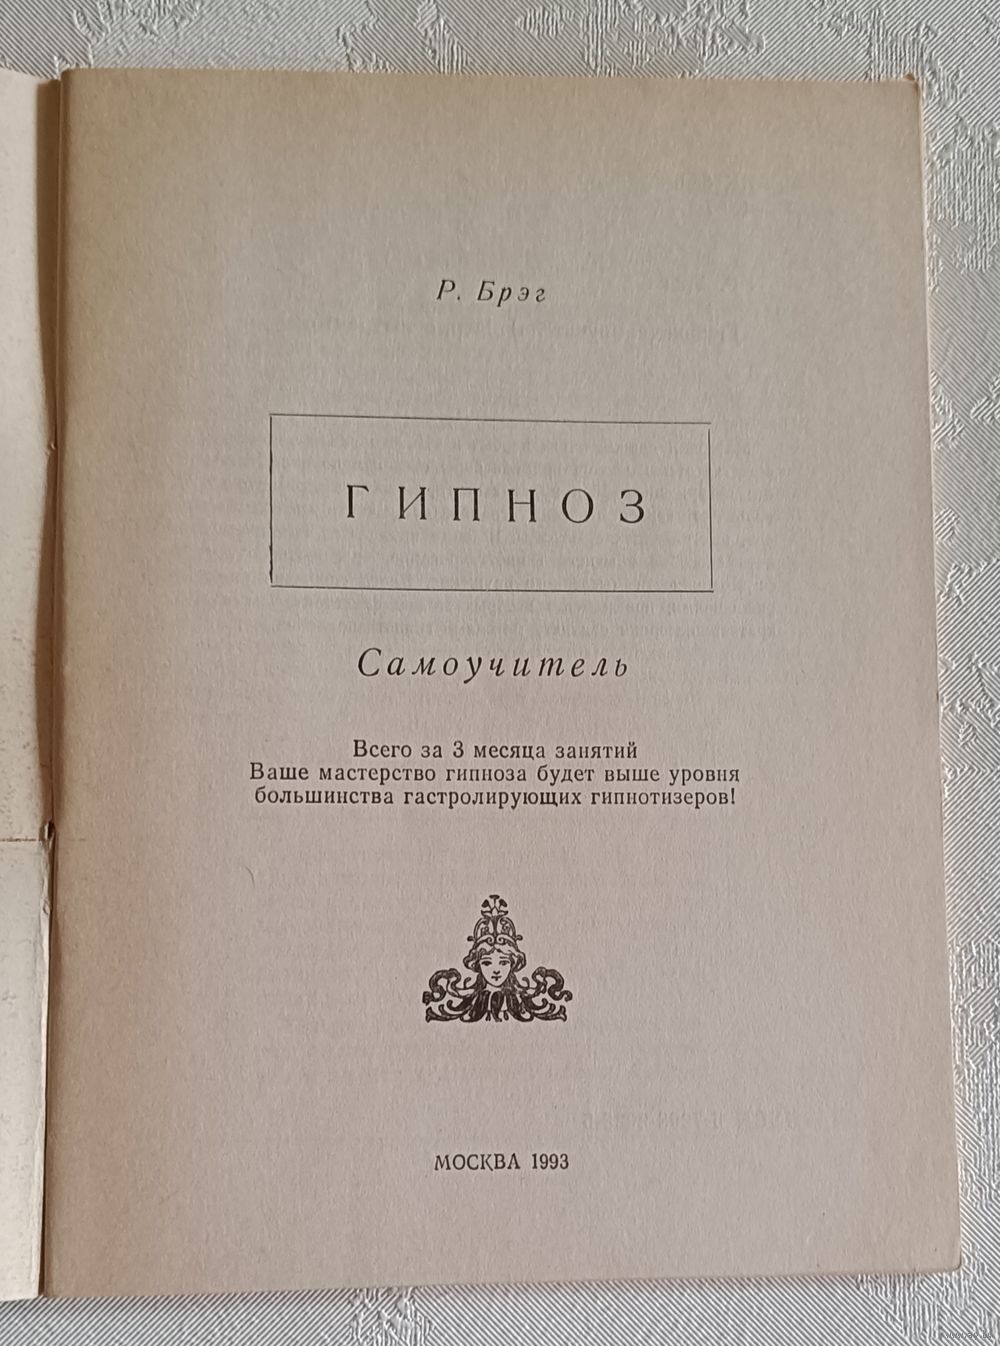 Р. Брэг
ГИПНОЗ
Самоучитель
Всего за 3 месяца занятий
Ваше мастерство гипноза будет выше уровня
большинства гастролирующих гипнотизеров!
МОСКВА 1993